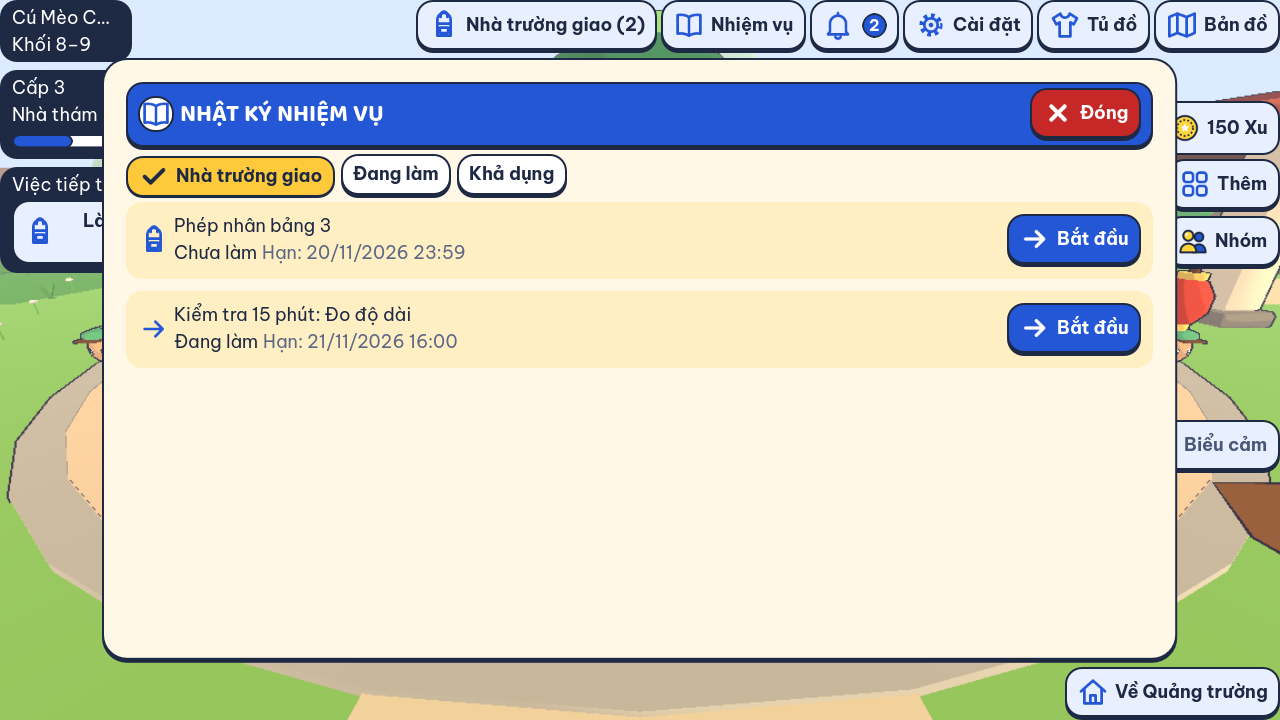 Cú Mèo C...
Khối 8–9
Nhà trường giao (2)
Nhiệm vụ
2
Cài đặt
Tủ đồ
Bản đồ
Cấp 3
Nhà thám
150 Xu
Thêm
Nhóm
Việc tiếp t
NHẬT KÝ NHIỆM VỤ
Đóng
Nhà trường giao
Đang làm
Khả dụng
Phép nhân bảng 3
Chưa làm Hạn: 20/11/2026 23:59
Bắt đầu
Kiểm tra 15 phút: Đo độ dài
Đang làm Hạn: 21/11/2026 16:00
Bắt đầu
Biểu cảm
Về Quảng trường